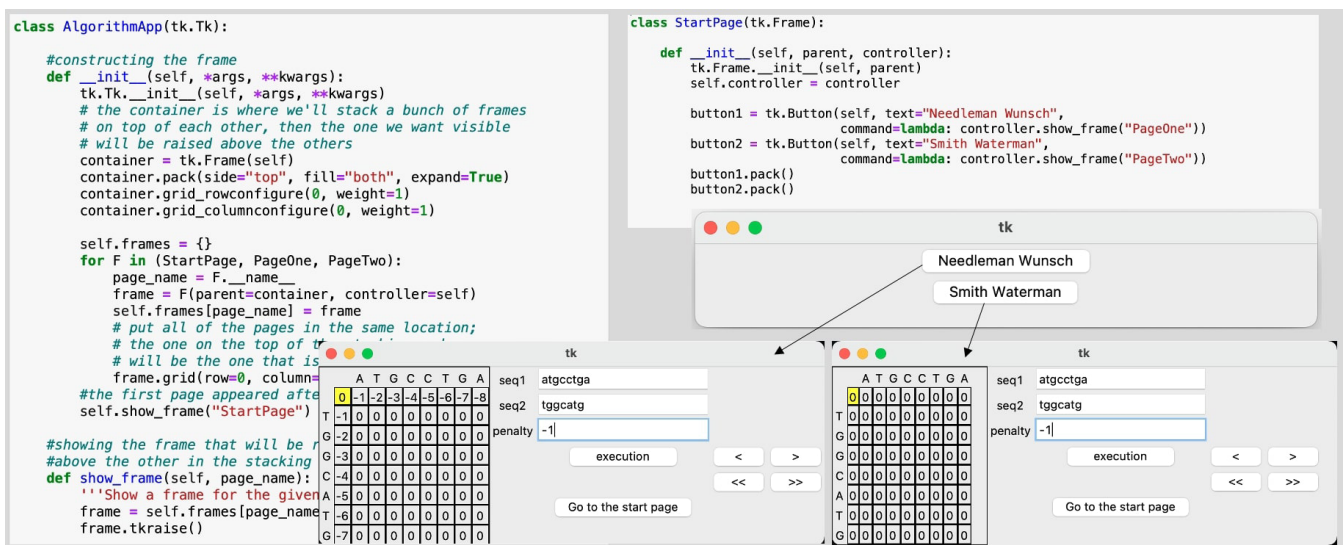 class AlgorithmApp(tk.Tk):
#constructing the frame
def __init__(self, *args, **kwargs):
tk.Tk.__init__(self, *args, **kwargs)
# the container is where we'll stack a bunch of frames
# on top of each other, then the one we want visible
# will be raised above the others
container = tk.Frame(self)
container.pack(side="top", fill="both", expand=True)
container.grid_rowconfigure(0, weight=1)
container.grid_columnconfigure(0, weight=1)
self.frames = {}
for F in (StartPage, PageOne, PageTwo):
page_name = F.__name__
frame = F(parent=container, controller=self)
self.frames[page_name] = frame
# put all of the pages in the same location;
# the one on the top of
# will be the one that is
frame.grid(row=0, column=
#the first page appeared afte
self.show_frame("StartPage")
#showing the frame that will be r
#above the other in the stacking
def show_frame(self, page_name):
'''Show a frame for the given
frame = self.frames[page_name
frame.tkraise()
class StartPage(tk.Frame):
def __init__(self, parent, controller):
tk.Frame.__init__(self, parent)
self.controller = controller
button1 = tk.Button(self, text="Needleman Wunsch",
command=lambda: controller.show_frame("PageOne"))
button2 = tk.Button(self, text="Smith Waterman",
command=lambda: controller.show_frame("PageTwo"))
button1.pack()
button2.pack()
tk
Needleman Wunsch
Smith Waterman
tk
A T G C C T G A
0 -1 -2 -3 -4 -5 -6 -7 -8
T -1 0 0 0 0 0 0 0 0
G -2 0 0 0 0 0 0 0 0
G -3 0 0 0 0 0 0 0 0
C -4 0 0 0 0 0 0 0 0
A -5 0 0 0 0 0 0 0 0
T -6 0 0 0 0 0 0 0 0
G -7 0 0 0 0 0 0 0 0
seq1 atgcctga
seq2 tggcatg
penalty -1
execution < >
<< >>
Go to the start page
tk
A T G C C T G A
0 0 0 0 0 0 0 0 0
T 0 0 0 0 0 0 0 0 0
G 0 0 0 0 0 0 0 0 0
G 0 0 0 0 0 0 0 0 0
C 0 0 0 0 0 0 0 0 0
A 0 0 0 0 0 0 0 0 0
T 0 0 0 0 0 0 0 0 0
G 0 0 0 0 0 0 0 0 0
seq1 atgcctga
seq2 tggcatg
penalty -1
execution < >
<< >>
Go to the start page